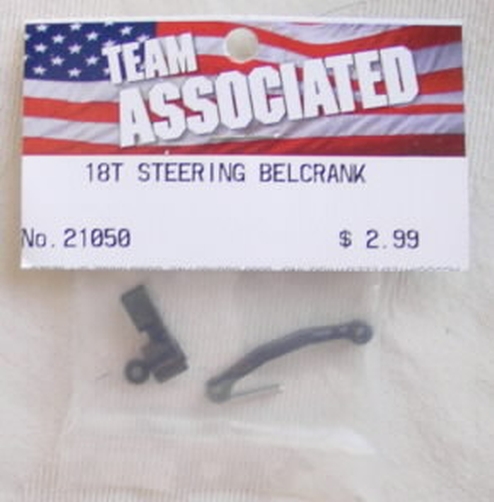 TEAM
ASSOCIATED
18T STEERING BELCRANK
No.21050 $ 2.99